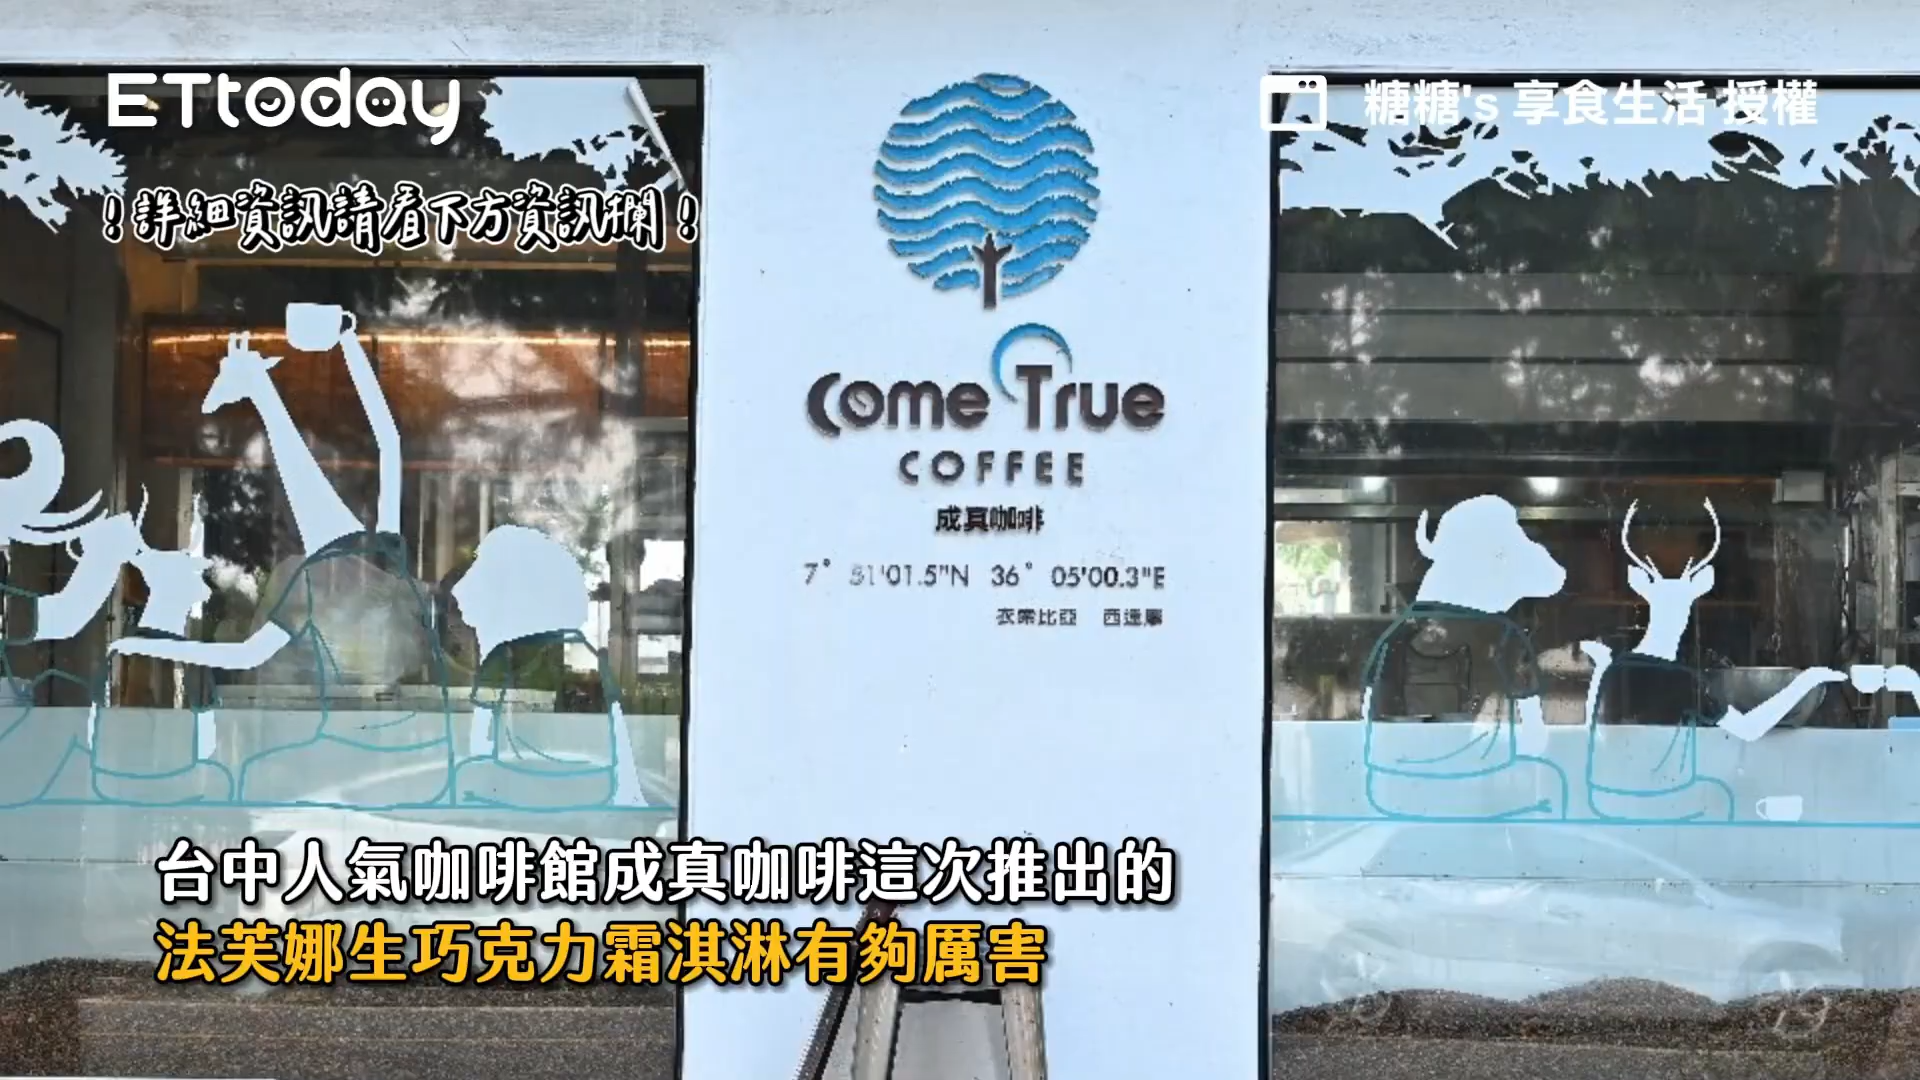 ETtoday
糖糖's 享食生活 授權
！詳細資訊請看下方資訊欄！
Come True
COFFEE
成真咖啡
7° 51'01.5"N 36° 05'00.3"E
衣索比亞 西達摩
台中人氣咖啡館成真咖啡這次推出的
法芙娜生巧克力霜淇淋有夠厲害